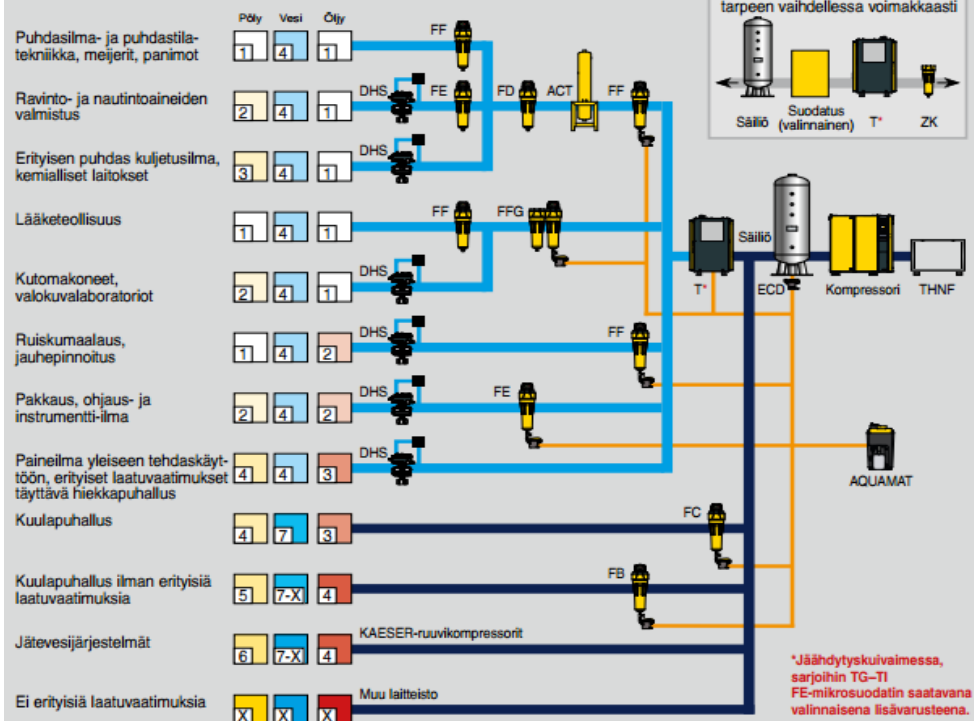 tarpeen vaihdellessa voimakkaasti
Säiliö
Suodatus
(valinnainen)
T*
ZK
Pöly Vesi Öljy
Puhdasilma- ja puhdastila-
tekniikka, meijerit, panimot
1 4 1
FF
Ravinto- ja nautintoaineiden
valmistus
2 4 1
DHS FE FD ACT FF
Erityisen puhdas kuljetusilma,
kemialliset laitokset
3 4 1
DHS
Lääketeollisuus
1 4 1
FF FFG
Kutomakoneet,
valokuvalaboratoriot
2 4 1
DHS
T* Säiliö ECD Kompressori THNF
Ruiskumaalaus,
jauhepinnoitus
1 4 2
DHS FF
Pakkaus, ohjaus- ja
instrumentti-ilma
2 4 2
DHS FE
Paineilma yleiseen tehdaskäyt-
töön, erityiset laatuvaatimukset
täyttävä hiekkapuhallus
4 4 3
DHS
AQUAMAT
Kuulapuhallus
4 7 3
FC
Kuulapuhallus ilman erityisiä
laatuvaatimuksia
5 7-X 4
FB
Jätevesijärjestelmät
6 7-X 4
KAESER-ruuvikompressorit
Ei erityisiä laatuvaatimuksia
X X X
Muu laitteisto
*Jäähdytyskuivaimessa,
sarjoihin TG–TI
FE-mikrosuodatin saatavana
valinnaisena lisävarusteena.